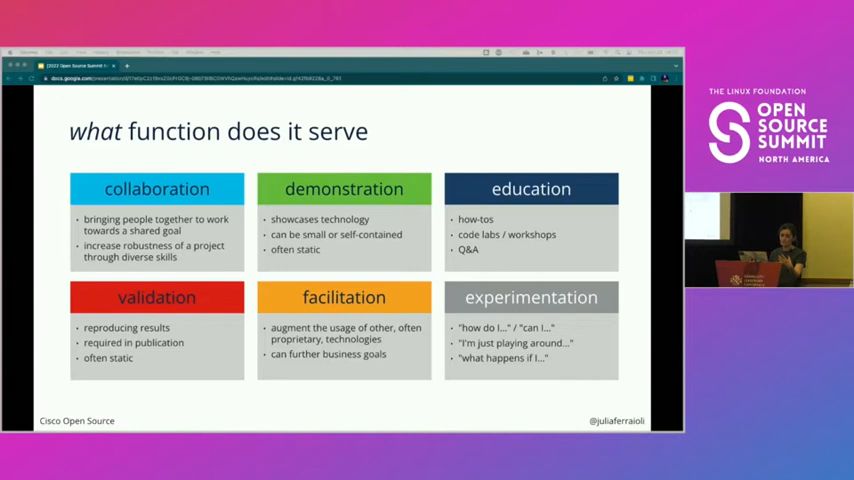 [2022 Open Source Summit
what function does it serve
collaboration
• bringing people together to work
towards a shared goal
• increase robustness of a project
through diverse skills
demonstration
• showcases technology
• can be small or self-contained
• often static
education
• how-tos
• code labs / workshops
• Q&A
validation
• reproducing results
• required in publication
• often static
facilitation
• augment the usage of other, often
proprietary, technologies
• can further business goals
experimentation
• "how do I..." / "can I..."
• "I'm just playing around..."
• "what happens if I..."
Cisco Open Source
@juliaferraioli
THE LINUX FOUNDATION
OPEN
SOURCE
SUMMIT
NORTH AMERICA